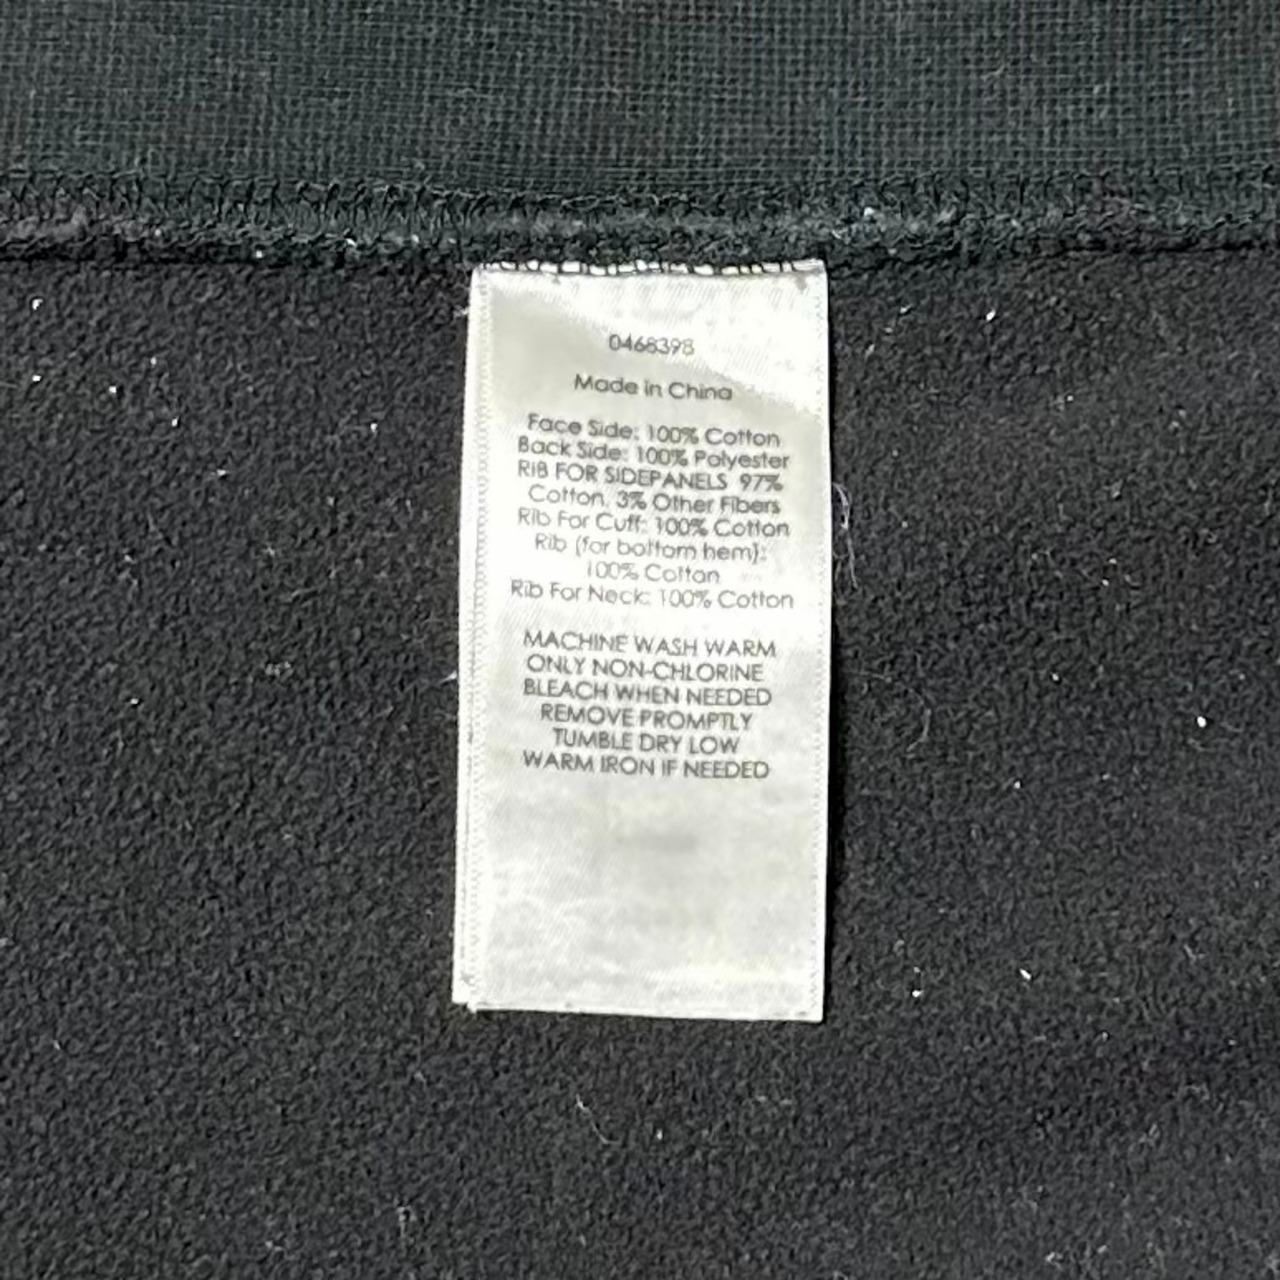 0468398
Made in China
Face Side: 100% Cotton
Back Side: 100% Polyester
RIB FOR SIDEPANELS 97%
Cotton, 3% Other Fibers
Rib For Cuff: 100% Cotton
Rib (for bottom hem):
100% Cotton
Rib For Neck: 100% Cotton
MACHINE WASH WARM
ONLY NON-CHLORINE
BLEACH WHEN NEEDED
REMOVE PROMPTLY
TUMBLE DRY LOW
WARM IRON IF NEEDED